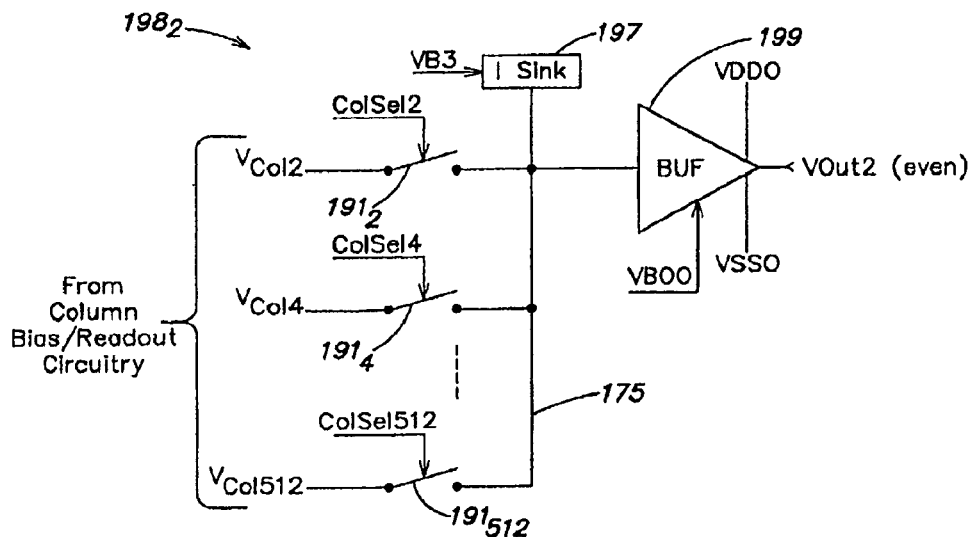 198₂
197
199
VB3
I Sink
VDDO
ColSel2
V_Col2
BUF
VOut2 (even)
191₂
ColSel4
VBOO
VSSO
From
Column
Bias/Readout
Circuitry
V_Col4
191₄
175
ColSel512
V_Col512
191₅₁₂